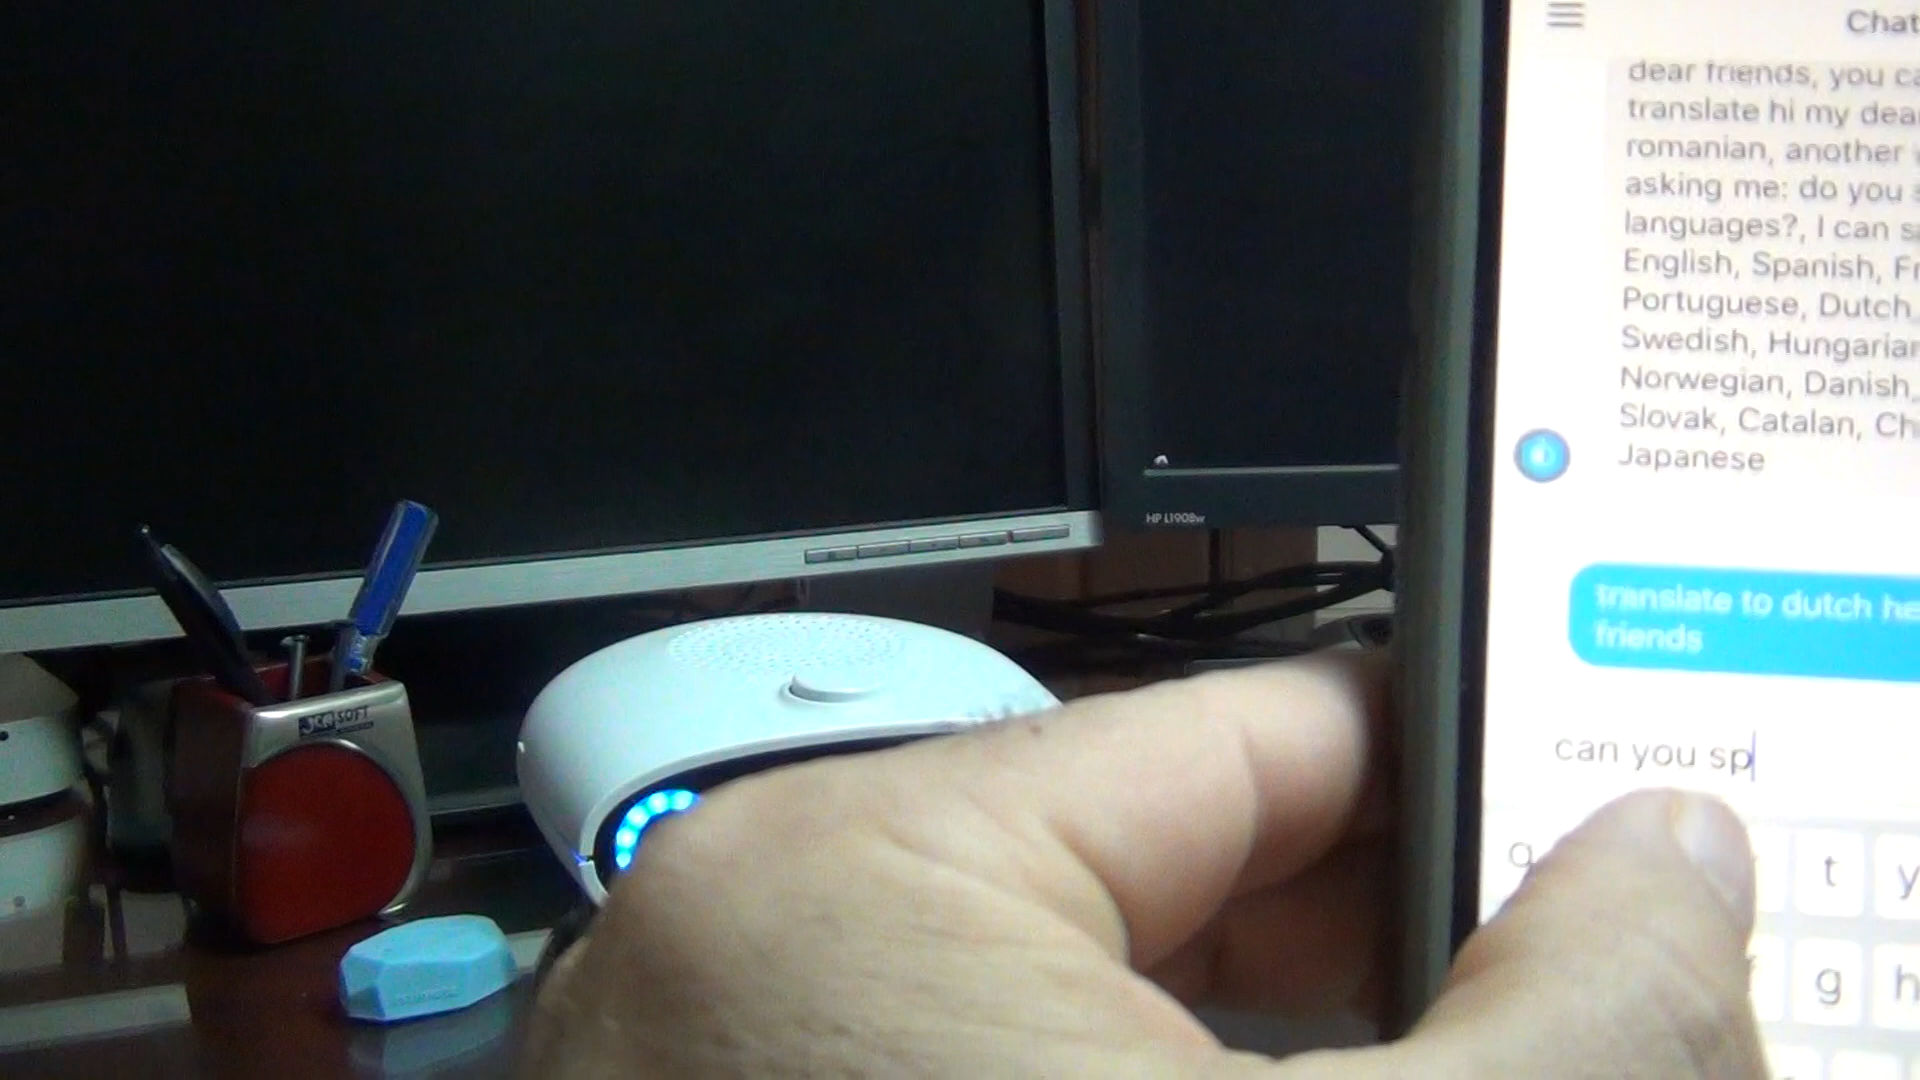 Chat
dear friends, you ca
translate hi my dea
romanian, another
asking me: do you s
languages?, I can s
English, Spanish, Fr
Portuguese, Dutch
Swedish, Hungarian
Norwegian, Danish,
Slovak, Catalan, Ch
Japanese
translate to dutch he
friends
can you sp
q t y
g h
HP L1908w
SOFT